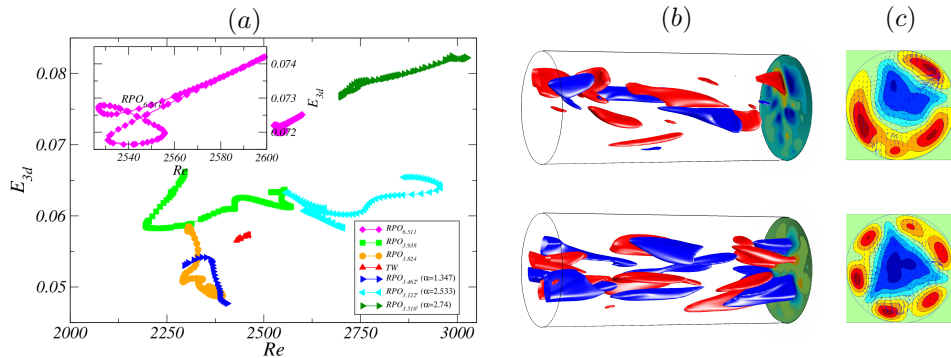 (a)
(b)
(c)
0.08
0.07
0.06
0.05
E3d
2000
2250
2500
2750
3000
Re
0.074
0.073
0.072
E3d
2540
2560
2580
2600
Re
RPO6.511
RPO6.511
RPO3.938
RPO3.824
TW
RPO3.462' (α=1.347)
RPO3.122' (α=2.533)
RPO3.516' (α=2.74)